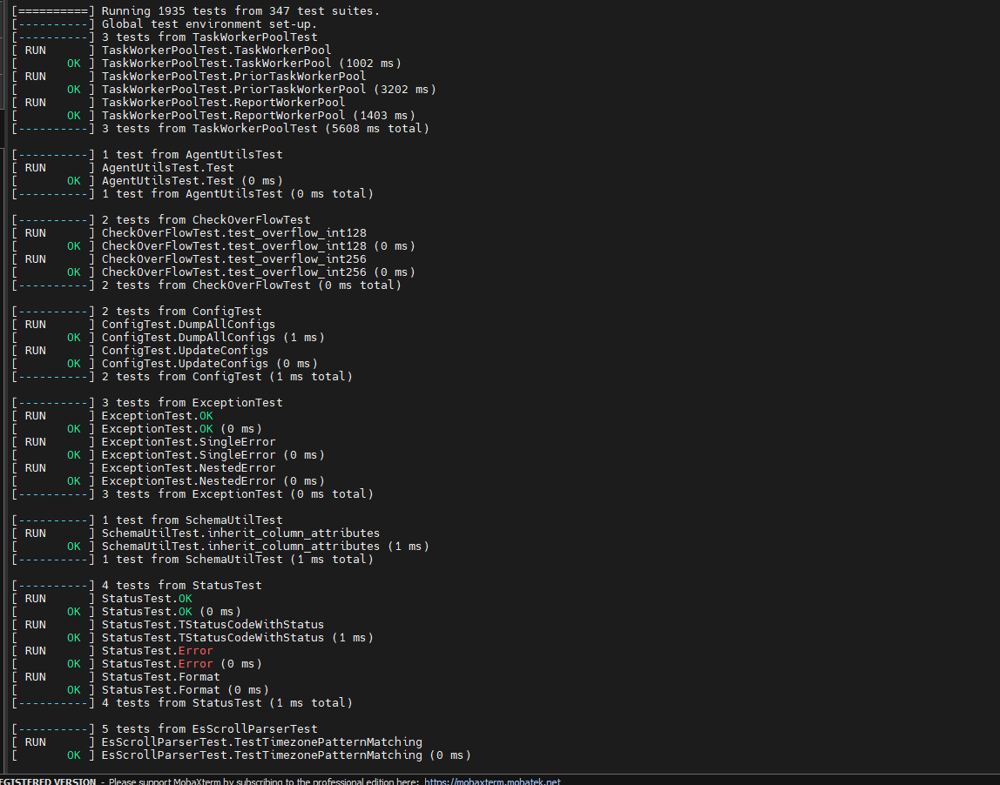 [==========] Running 1935 tests from 347 test suites.
[----------] Global test environment set-up.
[----------] 3 tests from TaskWorkerPoolTest
[ RUN      ] TaskWorkerPoolTest.TaskWorkerPool
[       OK ] TaskWorkerPoolTest.TaskWorkerPool (1002 ms)
[ RUN      ] TaskWorkerPoolTest.PriorTaskWorkerPool
[       OK ] TaskWorkerPoolTest.PriorTaskWorkerPool (3202 ms)
[ RUN      ] TaskWorkerPoolTest.ReportWorkerPool
[       OK ] TaskWorkerPoolTest.ReportWorkerPool (1403 ms)
[----------] 3 tests from TaskWorkerPoolTest (5608 ms total)
[----------] 1 test from AgentUtilsTest
[ RUN      ] AgentUtilsTest.Test
[       OK ] AgentUtilsTest.Test (0 ms)
[----------] 1 test from AgentUtilsTest (0 ms total)
[----------] 2 tests from CheckOverFlowTest
[ RUN      ] CheckOverFlowTest.test_overflow_int128
[       OK ] CheckOverFlowTest.test_overflow_int128 (0 ms)
[ RUN      ] CheckOverFlowTest.test_overflow_int256
[       OK ] CheckOverFlowTest.test_overflow_int256 (0 ms)
[----------] 2 tests from CheckOverFlowTest (0 ms total)
[----------] 2 tests from ConfigTest
[ RUN      ] ConfigTest.DumpAllConfigs
[       OK ] ConfigTest.DumpAllConfigs (1 ms)
[ RUN      ] ConfigTest.UpdateConfigs
[       OK ] ConfigTest.UpdateConfigs (0 ms)
[----------] 2 tests from ConfigTest (1 ms total)
[----------] 3 tests from ExceptionTest
[ RUN      ] ExceptionTest.OK
[       OK ] ExceptionTest.OK (0 ms)
[ RUN      ] ExceptionTest.SingleError
[       OK ] ExceptionTest.SingleError (0 ms)
[ RUN      ] ExceptionTest.NestedError
[       OK ] ExceptionTest.NestedError (0 ms)
[----------] 3 tests from ExceptionTest (0 ms total)
[----------] 1 test from SchemaUtilTest
[ RUN      ] SchemaUtilTest.inherit_column_attributes
[       OK ] SchemaUtilTest.inherit_column_attributes (1 ms)
[----------] 1 test from SchemaUtilTest (1 ms total)
[----------] 4 tests from StatusTest
[ RUN      ] StatusTest.OK
[       OK ] StatusTest.OK (0 ms)
[ RUN      ] StatusTest.TStatusCodeWithStatus
[       OK ] StatusTest.TStatusCodeWithStatus (1 ms)
[ RUN      ] StatusTest.Error
[       OK ] StatusTest.Error (0 ms)
[ RUN      ] StatusTest.Format
[       OK ] StatusTest.Format (0 ms)
[----------] 4 tests from StatusTest (1 ms total)
[----------] 5 tests from EsScrollParserTest
[ RUN      ] EsScrollParserTest.TestTimezonePatternMatching
[       OK ] EsScrollParserTest.TestTimezonePatternMatching (0 ms)
EGISTERED VERSION - Please support MobaXterm by subscribing to the professional edition here: https://mobaxterm.mobatek.net